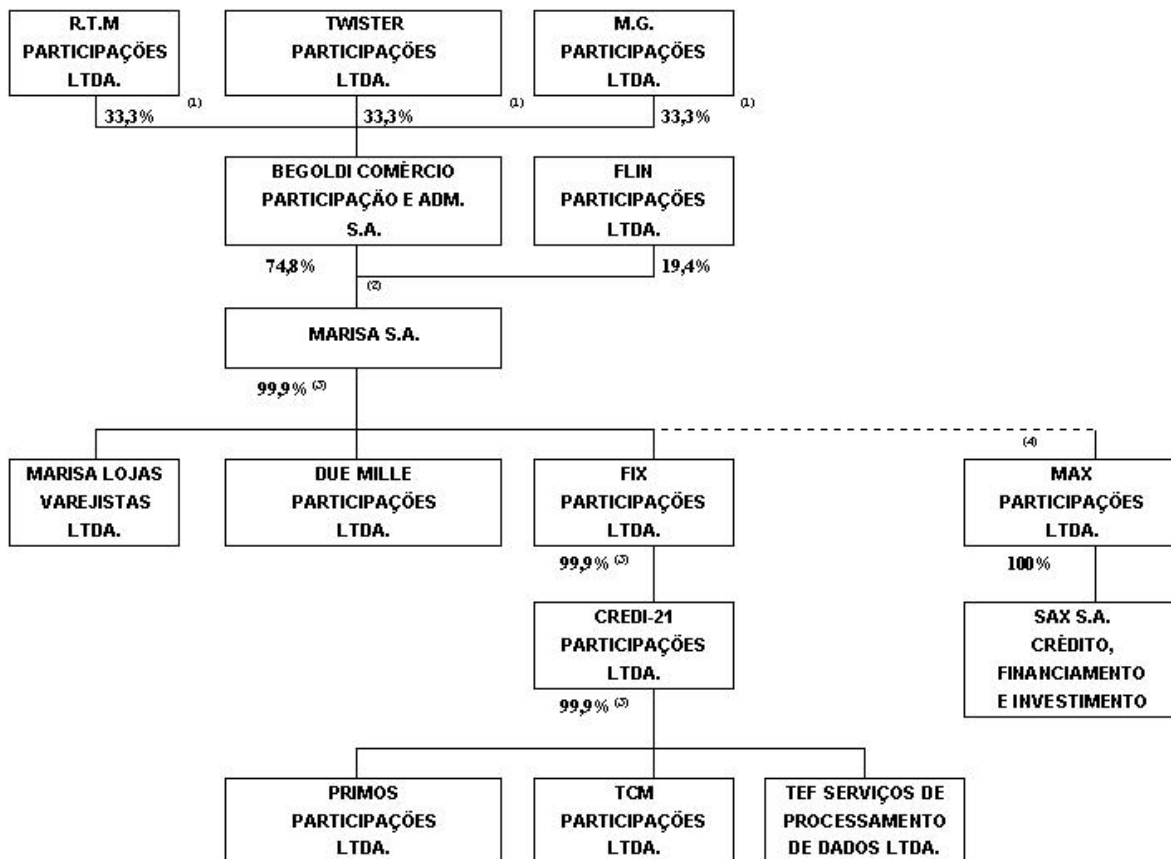 R.T.M
PARTICIPAÇÕES
LTDA.
TWISTER
PARTICIPAÇÕES
LTDA.
M.G.
PARTICIPAÇÕES
LTDA.
33,3% (1)
33,3% (1)
33,3% (1)
BEGOLDI COMÉRCIO
PARTICIPAÇÃO E ADM.
S.A.
FLIN
PARTICIPAÇÕES
LTDA.
74,8%
19,4%
(2)
MARISA S.A.
99,9% (3)
(4)
MARISA LOJAS
VAREJISTAS
LTDA.
DUE MILLE
PARTICIPAÇÕES
LTDA.
FIX
PARTICIPAÇÕES
LTDA.
MAX
PARTICIPAÇÕES
LTDA.
99,9% (3)
100%
CREDI-21
PARTICIPAÇÕES
LTDA.
SAX S.A.
CRÉDITO,
FINANCIAMENTO
E INVESTIMENTO
99,9% (3)
PRIMOS
PARTICIPAÇÕES
LTDA.
TCM
PARTICIPAÇÕES
LTDA.
TEF SERVIÇOS DE
PROCESSAMENTO
DE DADOS LTDA.